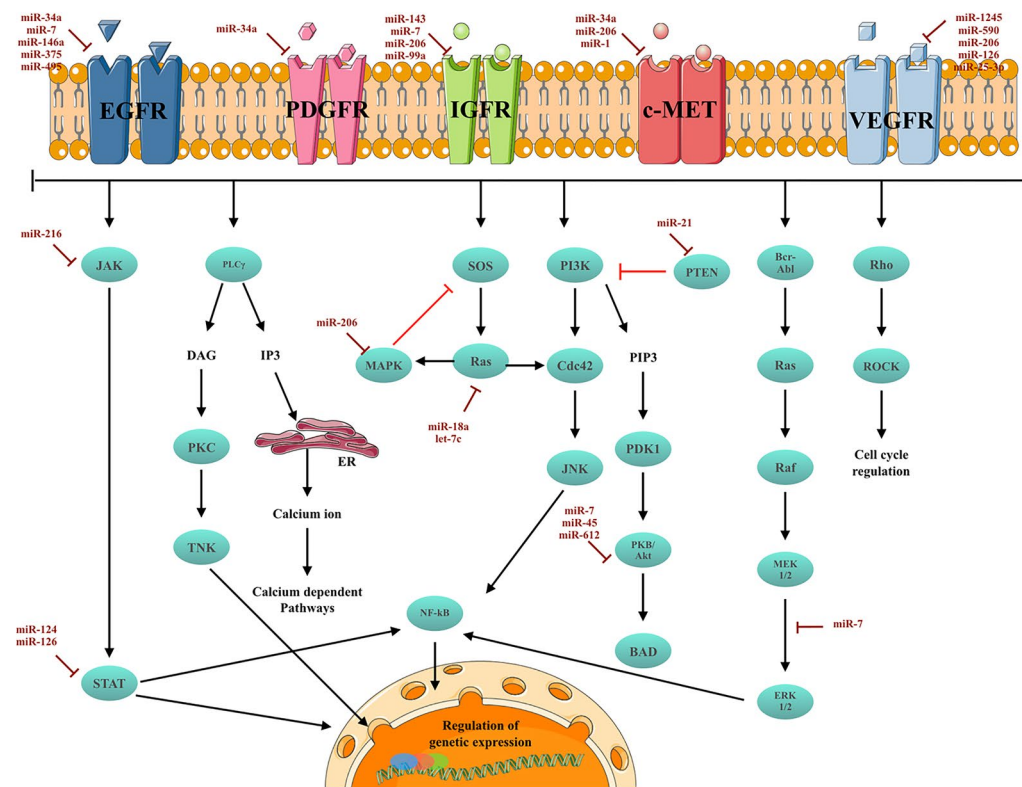 miR-34a
miR-7
miR-146a
miR-375
miR-495
miR-34a
miR-143
miR-7
miR-206
miR-99a
miR-34a
miR-206
miR-1
miR-1245
miR-590
miR-206
miR-126
miR-25-3p
EGFR
PDGFR
IGFR
c-MET
VEGFR
miR-216
miR-21
JAK
PLCγ
SOS
PI3K
PTEN
Bcr-
Abl
Rho
miR-206
DAG
IP3
MAPK
Ras
Cdc42
PIP3
Ras
ROCK
miR-18a
let-7c
PKC
ER
JNK
PDK1
Raf
Cell cycle
regulation
Calcium ion
miR-7
miR-45
miR-612
TNK
PKB/
Akt
MEK
1/2
Calcium dependent
Pathways
NF-kB
miR-7
miR-124
miR-126
BAD
STAT
ERK
1/2
Regulation of
genetic expression